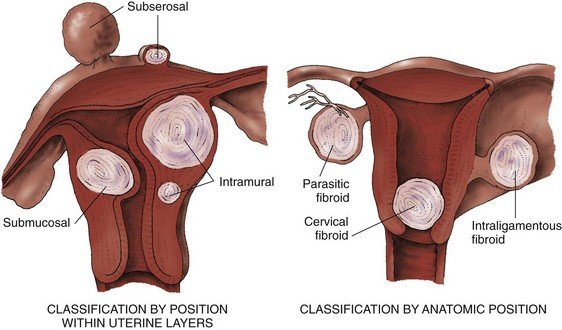 Subserosal
Intramural
Submucosal
CLASSIFICATION BY POSITION
WITHIN UTERINE LAYERS
Parasitic
fibroid
Cervical
fibroid
Intraligamentous
fibroid
CLASSIFICATION BY ANATOMIC POSITION